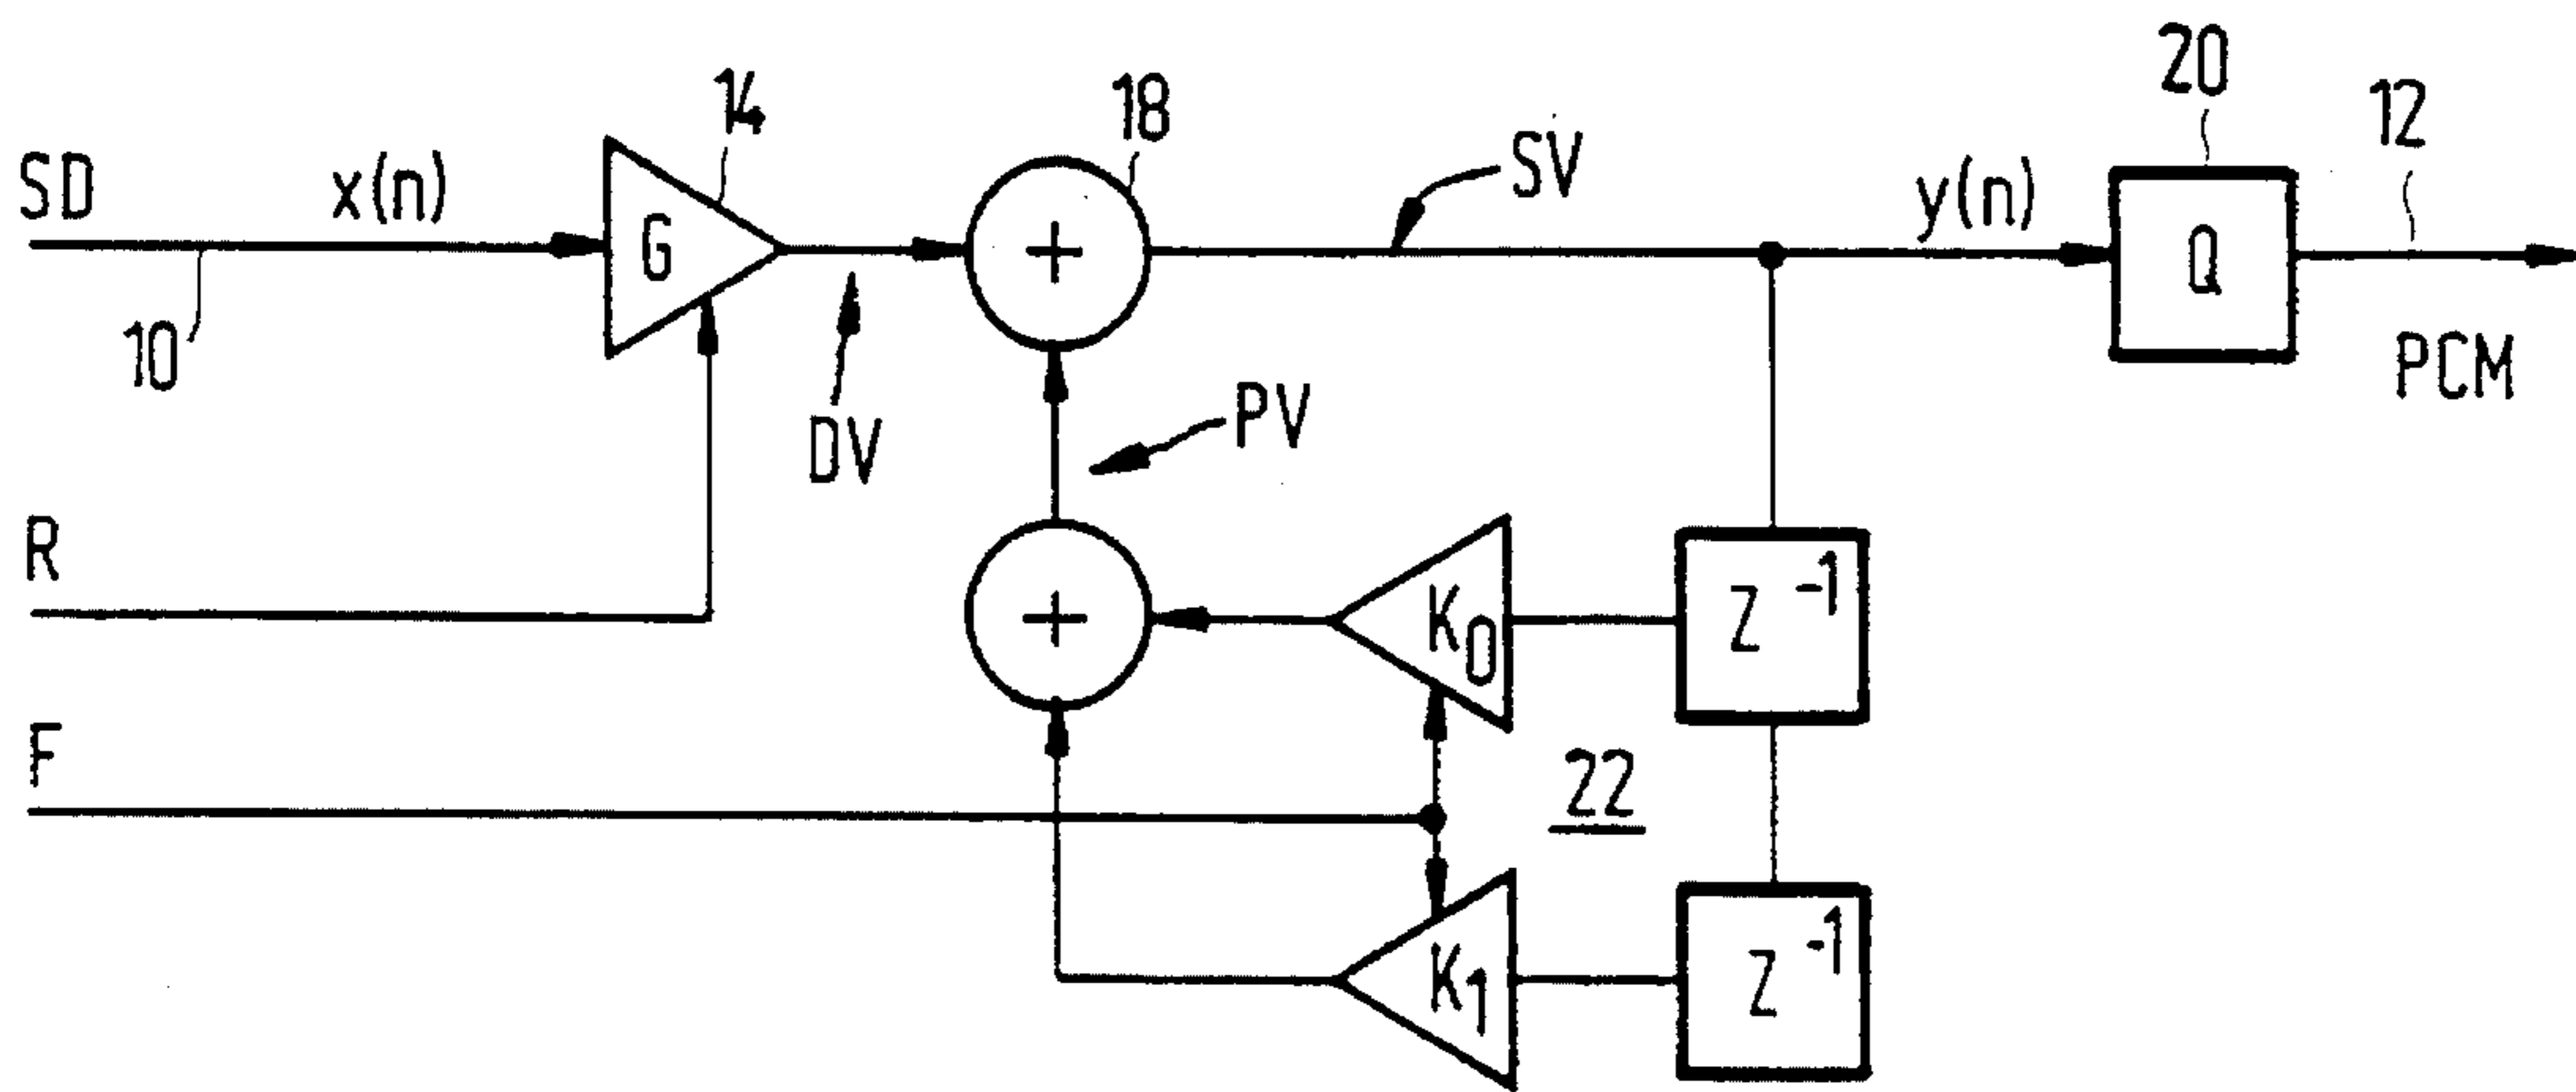 20
14
18
12
SD
x(n)
SV
y(n)
G
+
Q
10
PCM
DV
PV
R
+
K0
Z-1
F
22
K1
Z-1